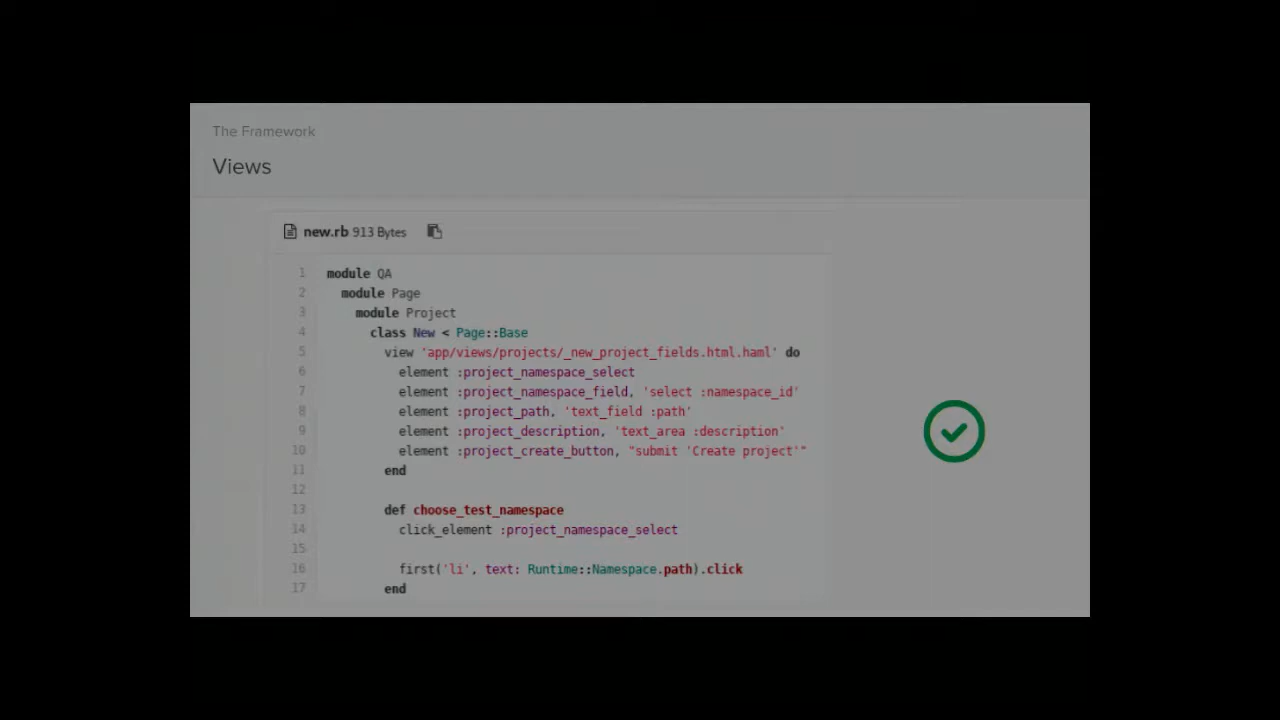 The Framework
Views
new.rb 913 Bytes
1 module QA
2 module Page
3 module Project
4 class New < Page::Base
5 view 'app/views/projects/_new_project_fields.html.haml' do
6 element :project_namespace_select
7 element :project_namespace_field, 'select :namespace_id'
8 element :project_path, 'text_field :path'
9 element :project_description, 'text_area :description'
10 element :project_create_button, "submit 'Create project'"
11 end
12
13 def choose_test_namespace
14 click_element :project_namespace_select
15
16 first('li', text: Runtime::Namespace.path).click
17 end